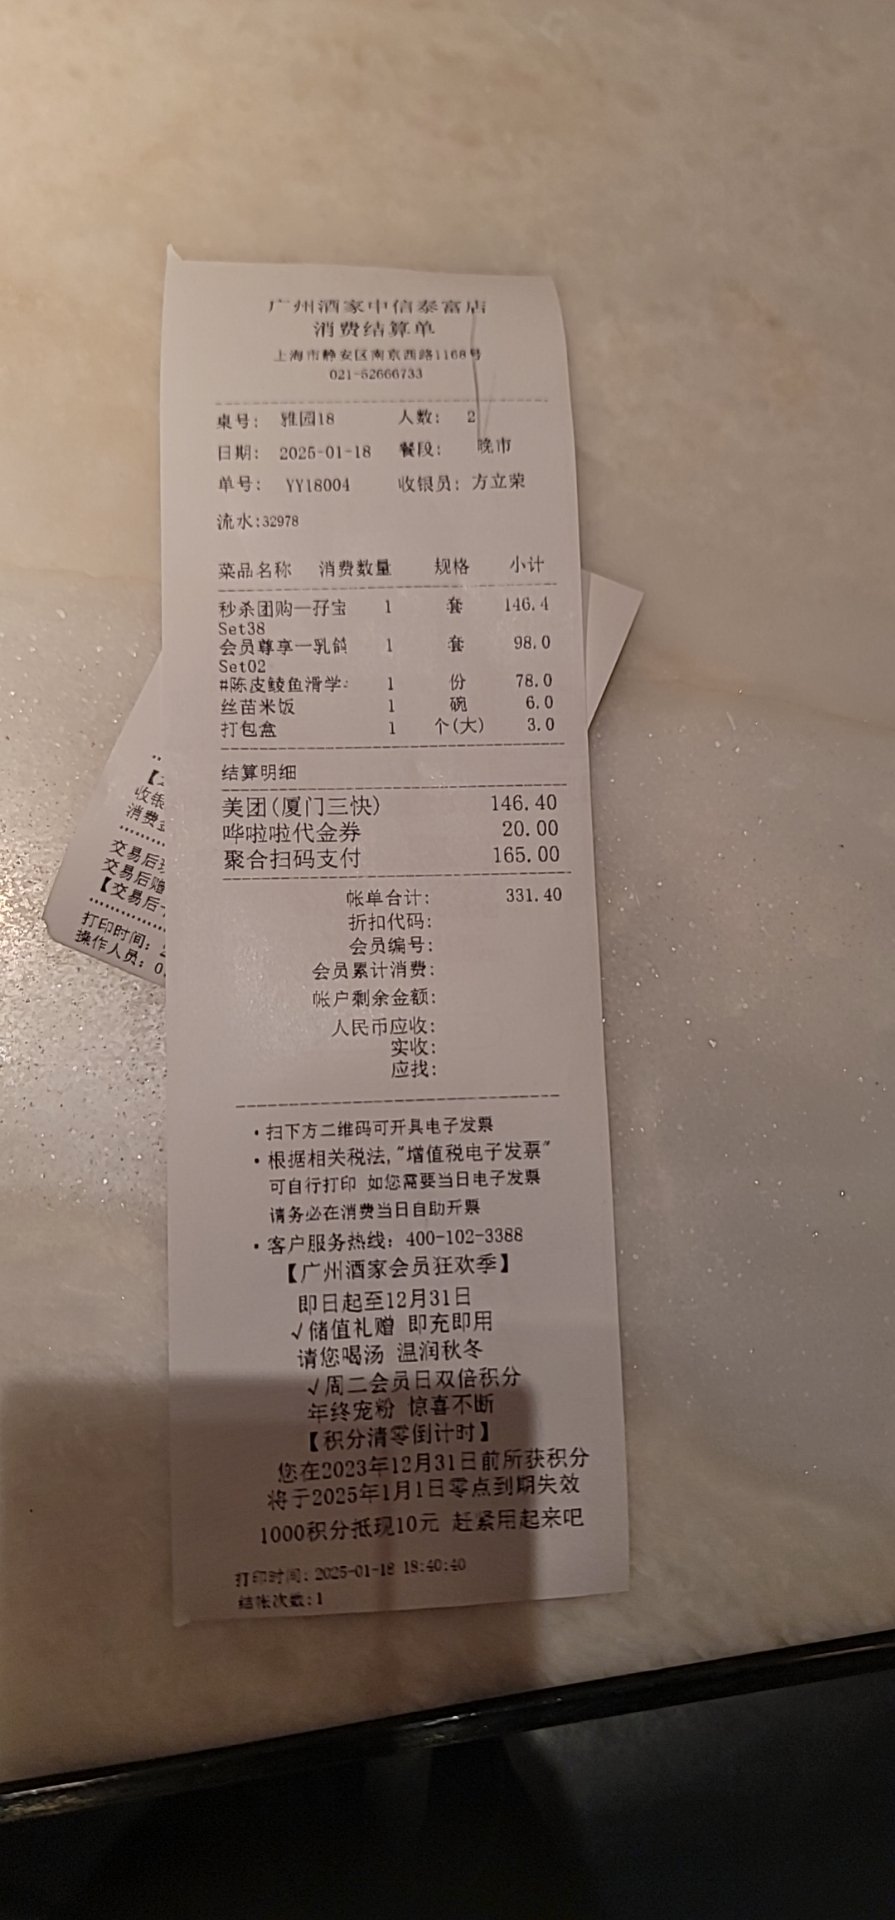 广州酒家中信泰富店
消费结算单
上海市静安区南京西路1168号
021-52666733
桌号: 雅园18 人数: 2
日期: 2025-01-18 餐段: 晚市
单号: YY18004 收银员: 方立荣
流水:32978
菜品名称 消费数量 规格 小计
秒杀团购—孖宝 1 套 146.4
Set38
会员尊享—乳鸽 1 套 98.0
Set02
#陈皮鲮鱼滑学 1 份 78.0
丝苗米饭 1 碗 6.0
打包盒 1 个(大) 3.0
结算明细
美团(厦门三快) 146.40
哗啦啦代金券 20.00
聚合扫码支付 165.00
帐单合计: 331.40
折扣代码:
会员编号:
会员累计消费:
帐户剩余金额:
人民币应收:
实收:
应找:
·扫下方二维码可开具电子发票
·根据相关税法,"增值税电子发票"
可自行打印 如您需要当日电子发票
请务必在消费当日自助开票
·客户服务热线: 400-102-3388
【广州酒家会员狂欢季】
即日起至12月31日
√储值礼赠 即充即用
请您喝汤 温润秋冬
√周二会员日双倍积分
年终宠粉 惊喜不断
【积分清零倒计时】
您在2023年12月31日前所获积分
将于2025年1月1日零点到期失效
1000积分抵现10元 赶紧用起来吧
打印时间: 2025-01-18 18:40:40
结帐次数:1
收银
消费
交易后
交易后
【交易后
打印时间:
操作人员: 0